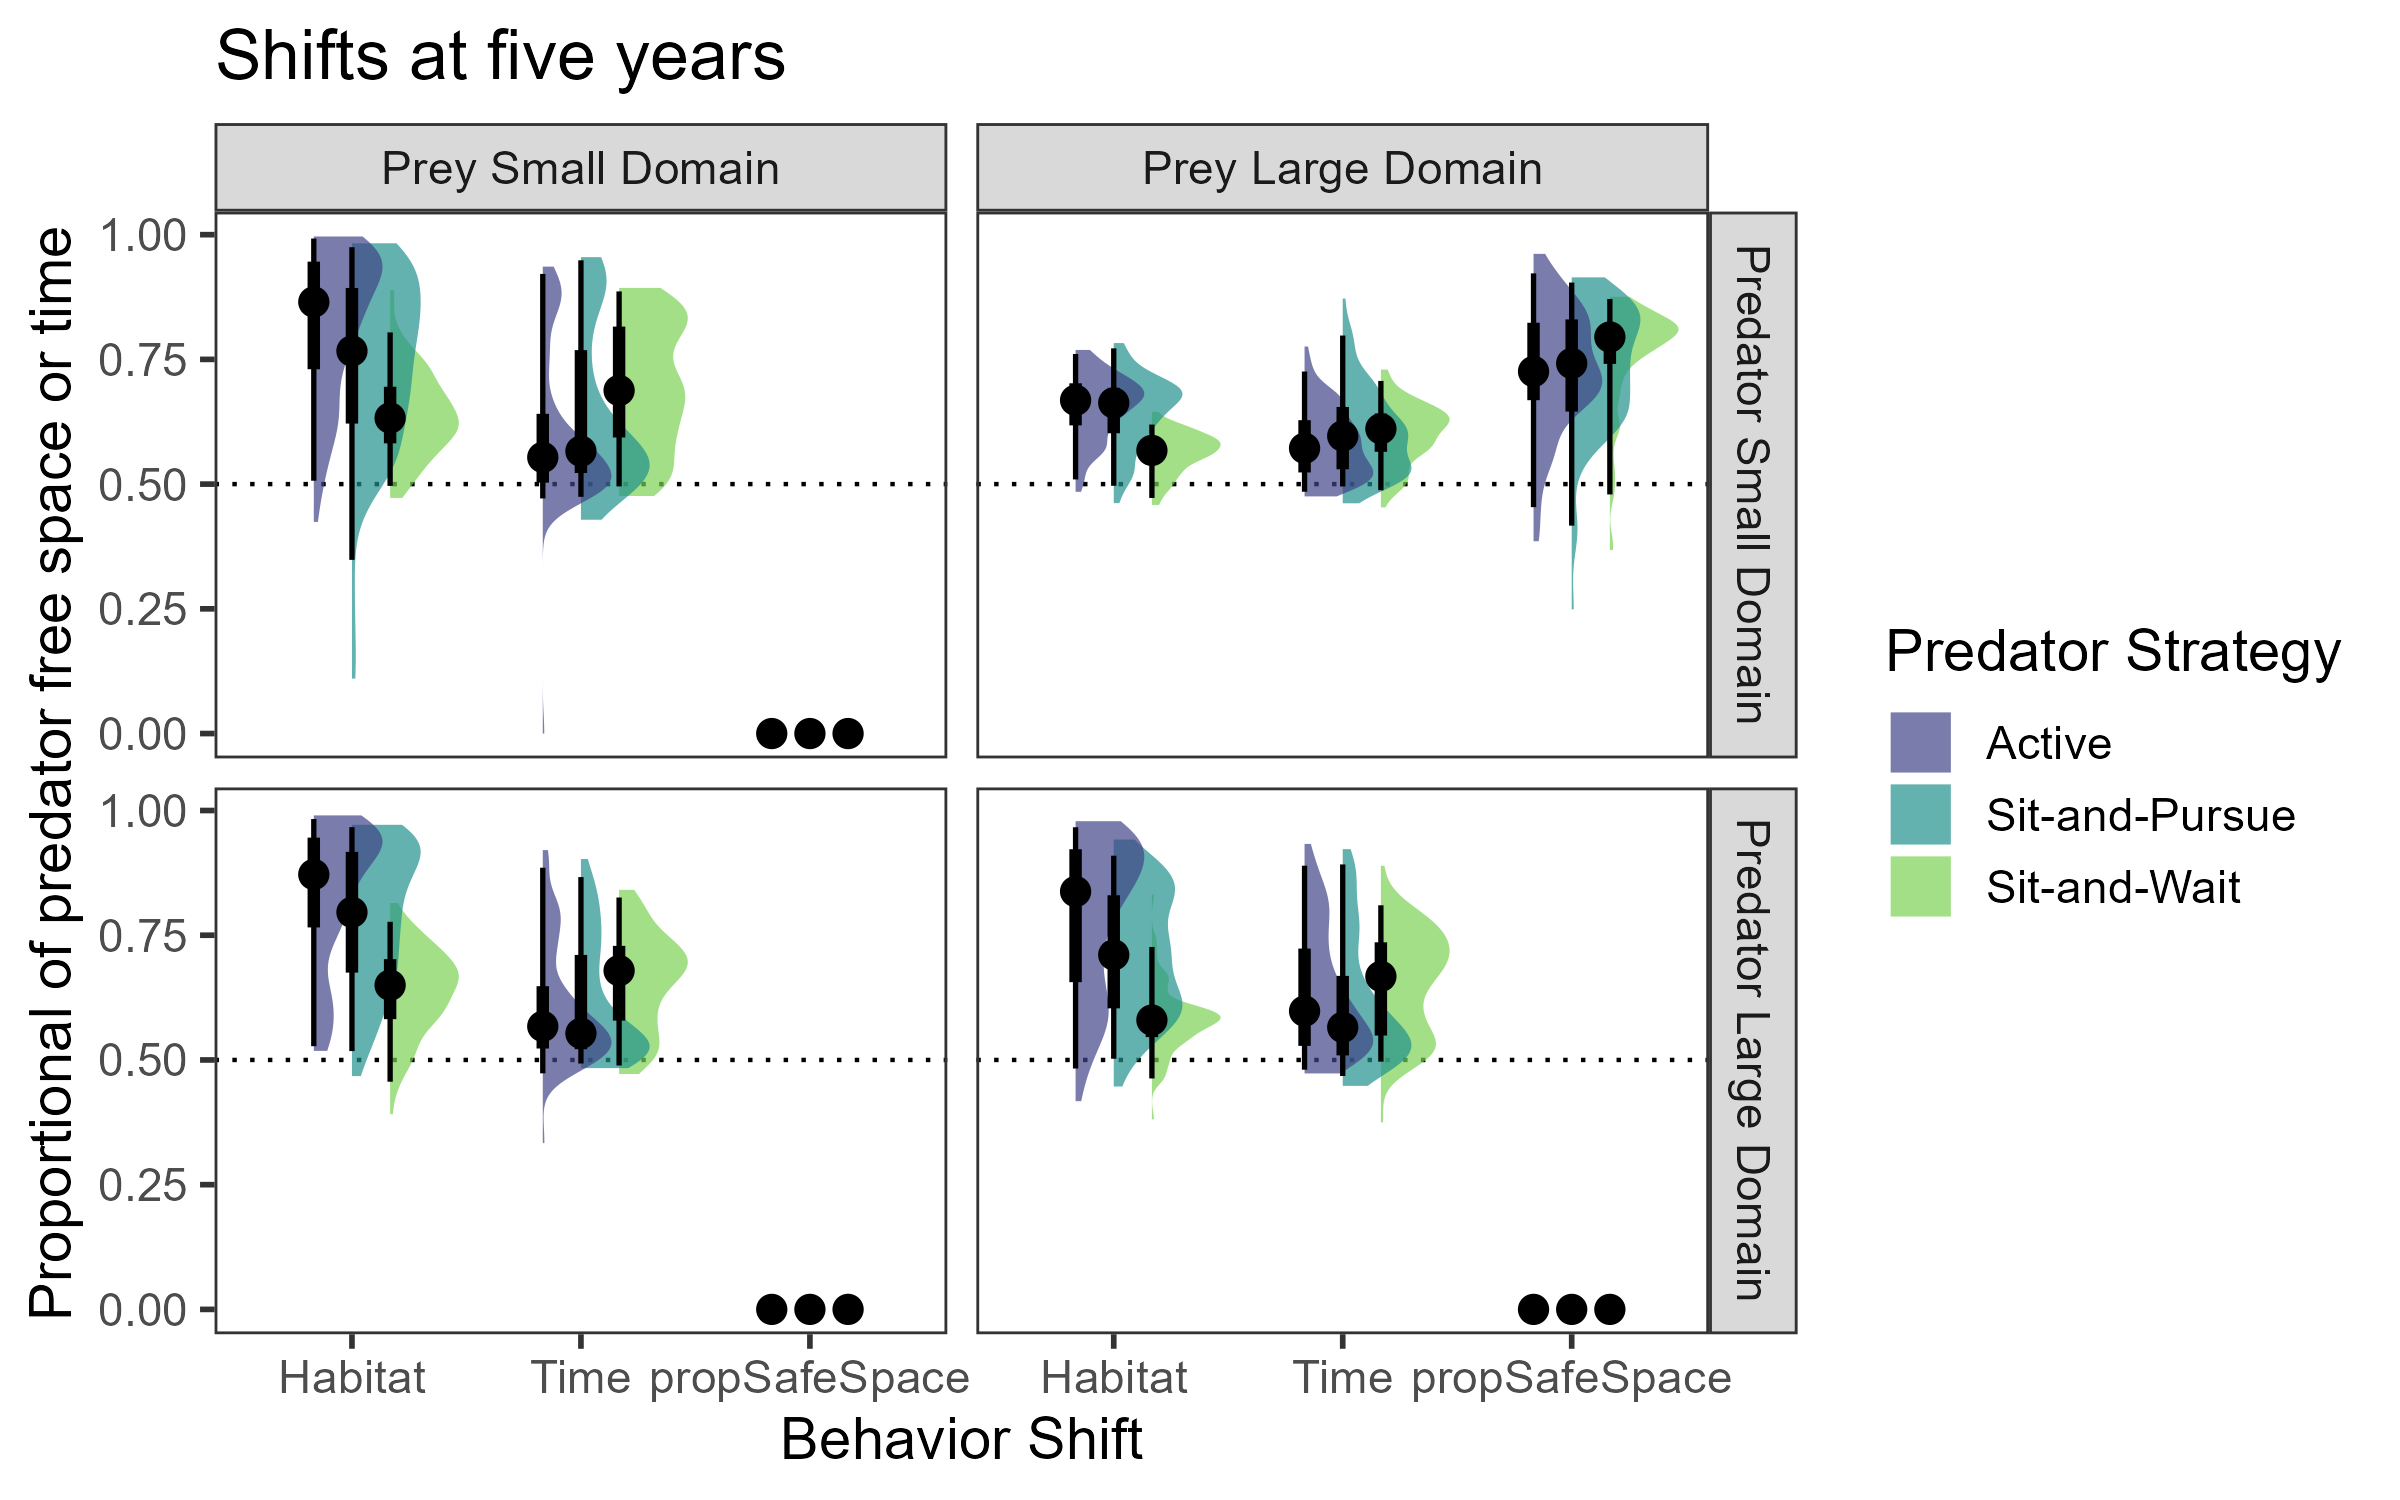 Shifts at five years
Prey Small Domain
Prey Large Domain
Proportional of predator free space or time
1.00
0.75
0.50
0.25
0.00
Predator Small Domain
1.00
0.75
0.50
0.25
0.00
Predator Large Domain
Habitat
Time
propSafeSpace
Habitat
Time
propSafeSpace
Behavior Shift
Predator Strategy
Active
Sit-and-Pursue
Sit-and-Wait